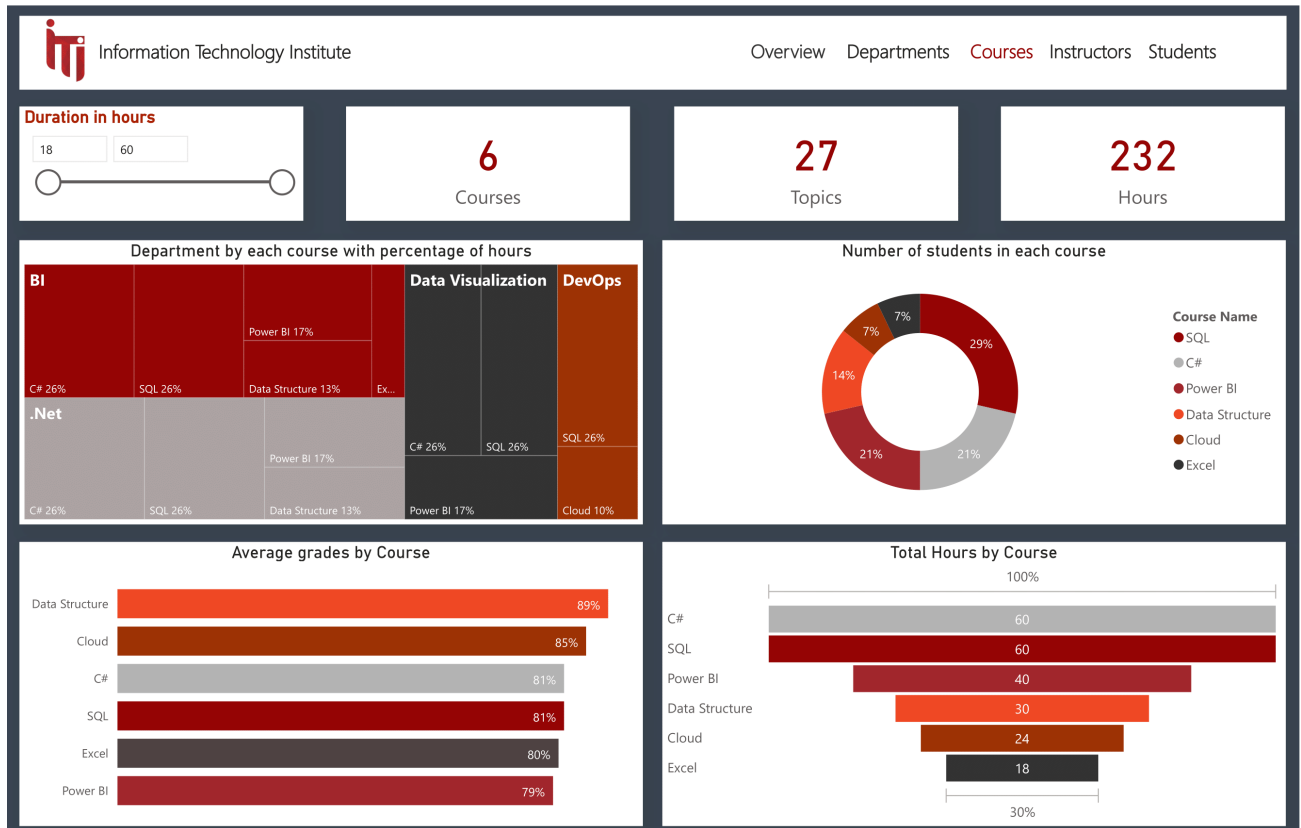 iTi Information Technology Institute
Overview Departments Courses Instructors Students
Duration in hours
18 60
6
Courses
27
Topics
232
Hours
Department by each course with percentage of hours
BI
C# 26%
SQL 26%
Power BI 17%
Data Structure 13%
Ex...
.Net
C# 26%
SQL 26%
Power BI 17%
Data Structure 13%
Data Visualization
C# 26%
SQL 26%
Power BI 17%
DevOps
SQL 26%
Cloud 10%
Number of students in each course
29%
21%
21%
14%
7%
7%
Course Name
SQL
C#
Power BI
Data Structure
Cloud
Excel
Average grades by Course
Data Structure 89%
Cloud 85%
C# 81%
SQL 81%
Excel 80%
Power BI 79%
Total Hours by Course
100%
C# 60
SQL 60
Power BI 40
Data Structure 30
Cloud 24
Excel 18
30%